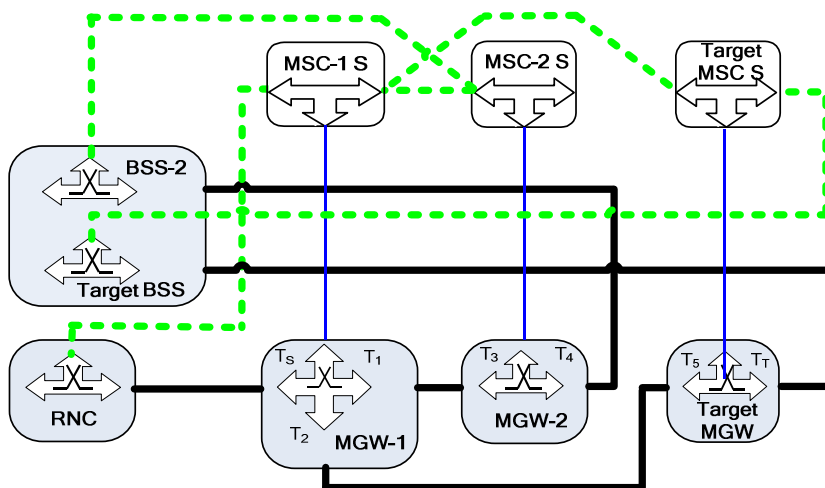 MSC-1 S
MSC-2 S
Target
MSC S
BSS-2
Target BSS
RNC
TS
T1
T2
MGW-1
T3
T4
MGW-2
T5
TT
Target
MGW